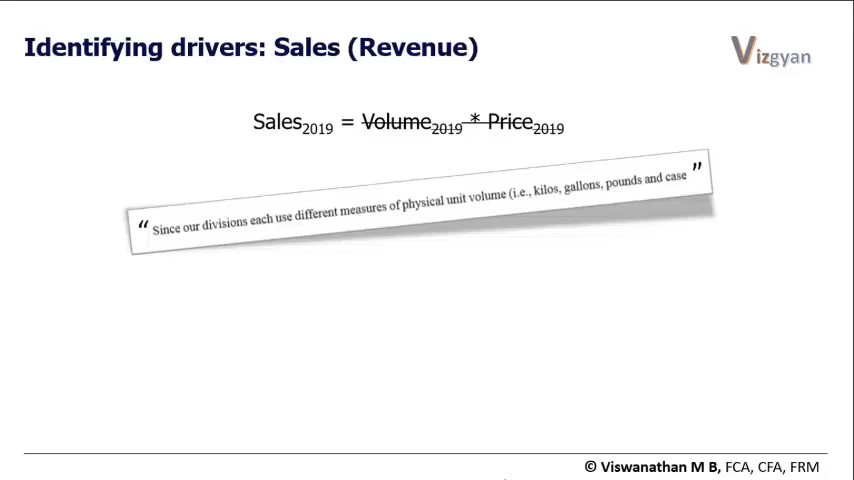 Identifying drivers: Sales (Revenue)
Vizgyan
Sales2019 = Volume2019 * Price2019
“ Since our divisions each use different measures of physical unit volume (i.e., kilos, gallons, pounds and case ”
© Viswanathan M B, FCA, CFA, FRM